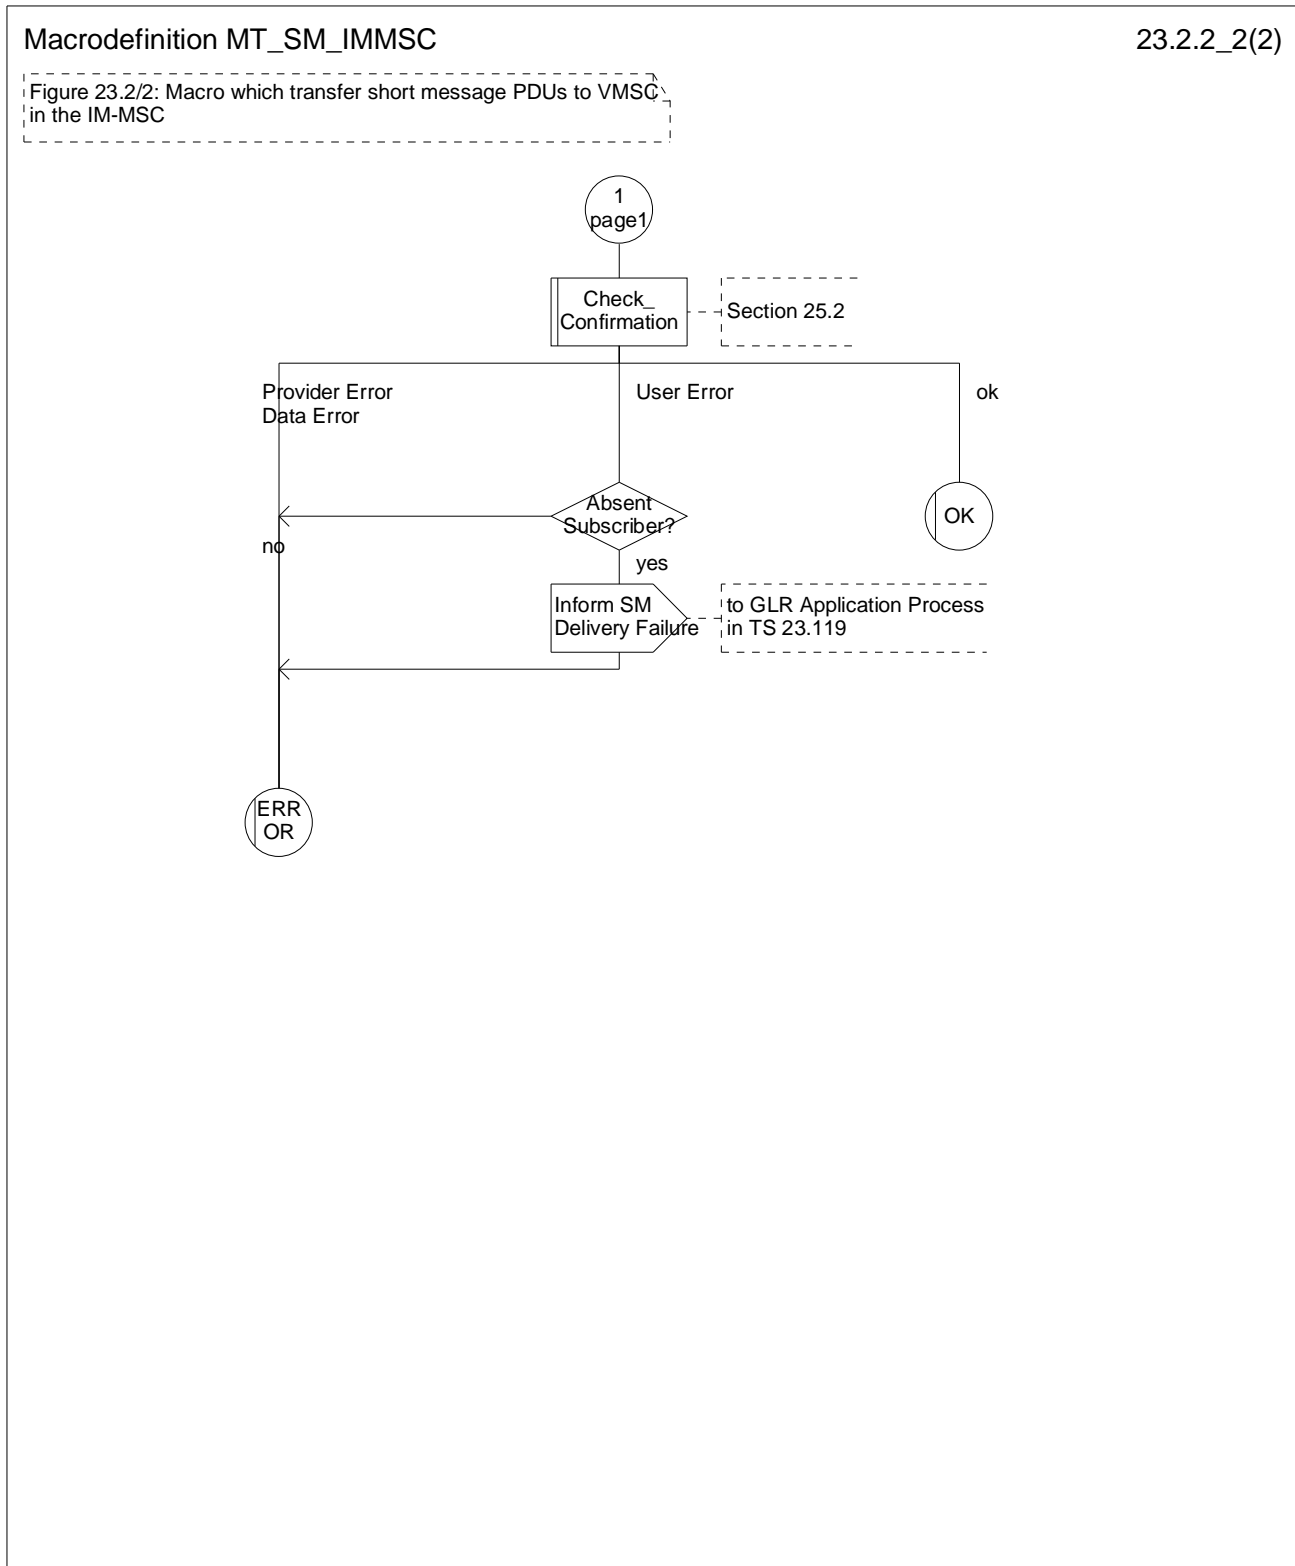 Macrodefinition MT_SM_IMMSC
23.2.2_2(2)
Figure 23.2/2: Macro which transfer short message PDUs to VMSC
in the IM-MSC
1
page1
Check_
Confirmation
Section 25.2
Provider Error
Data Error
User Error
ok
Absent
Subscriber?
OK
no
yes
Inform SM
Delivery Failure
to GLR Application Process
in TS 23.119
ERR
OR